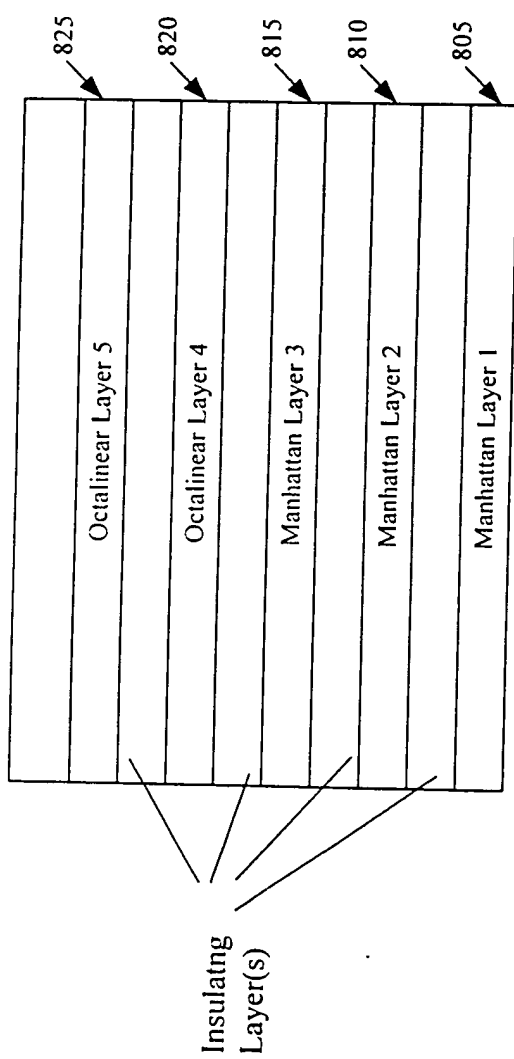 825
820
815
810
805
Octalinear Layer 5
Octalinear Layer 4
Manhattan Layer 3
Manhattan Layer 2
Manhattan Layer 1
Insulatng
Layer(s)